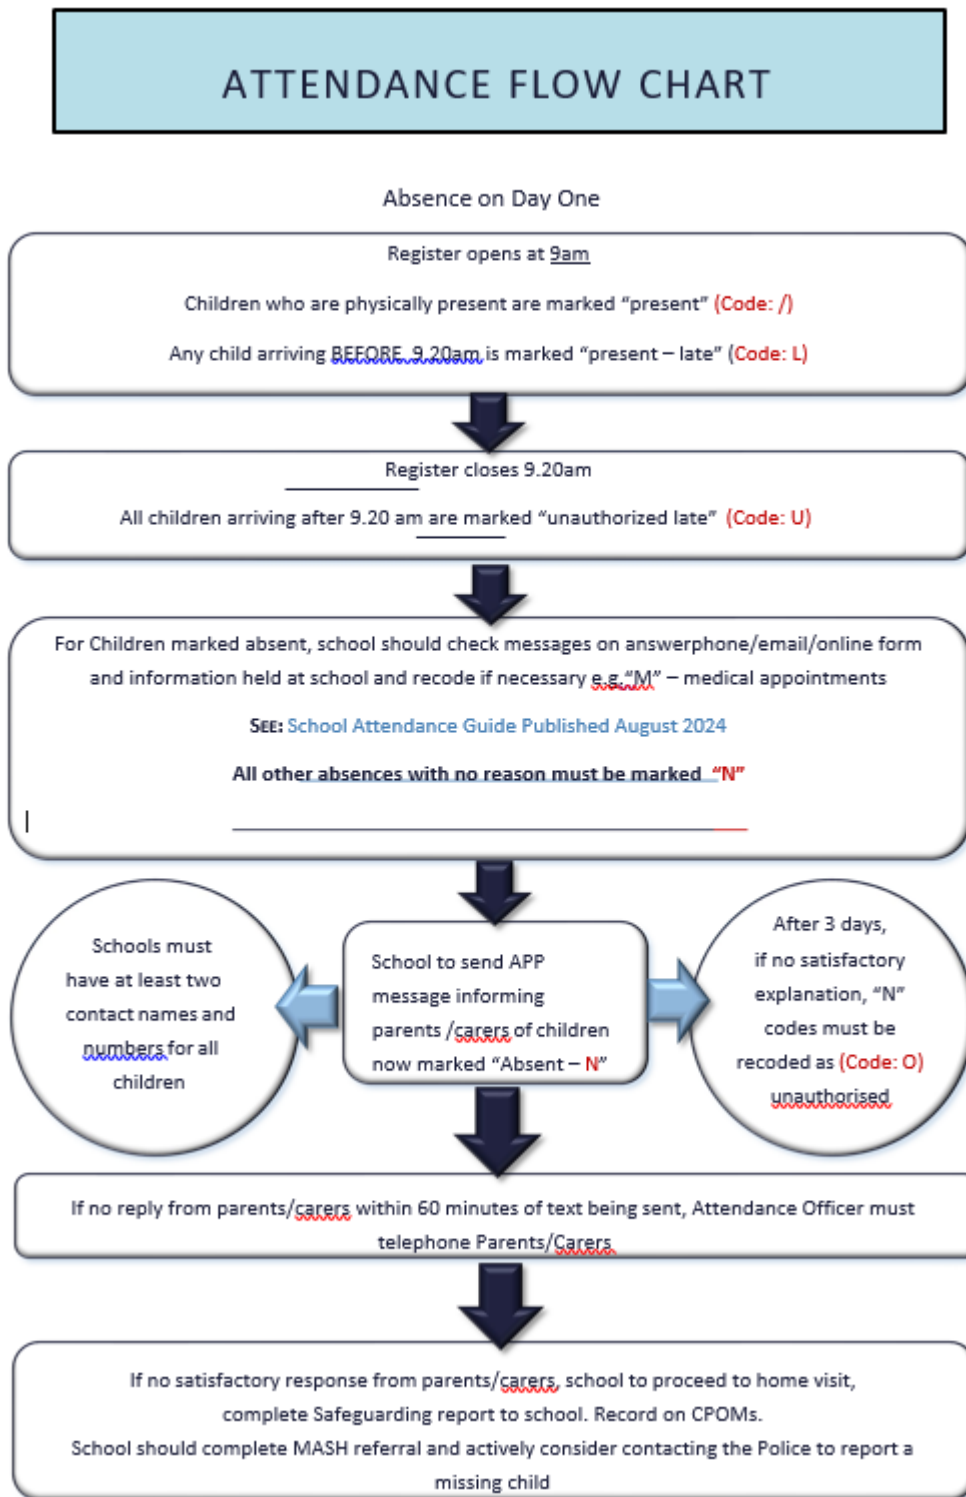 ATTENDANCE FLOW CHART
Absence on Day One
Register opens at 9am
Children who are physically present are marked “present” (Code: /)
Any child arriving BEFORE 9.20am is marked “present – late” (Code: L)
Register closes 9.20am
All children arriving after 9.20 am are marked “unauthorized late” (Code: U)
For Children marked absent, school should check messages on answerphone/email/online form
and information held at school and recode if necessary e.g.“M” – medical appointments
SEE: School Attendance Guide Published August 2024
All other absences with no reason must be marked “N”
Schools must
have at least two
contact names and
numbers for all
children
School to send APP
message informing
parents /carers of children
now marked “Absent – N”
After 3 days,
if no satisfactory
explanation, “N”
codes must be
recoded as (Code: O)
unauthorised
If no reply from parents/carers within 60 minutes of text being sent, Attendance Officer must
telephone Parents/Carers
If no satisfactory response from parents/carers, school to proceed to home visit,
complete Safeguarding report to school. Record on CPOMs.
School should complete MASH referral and actively consider contacting the Police to report a
missing child